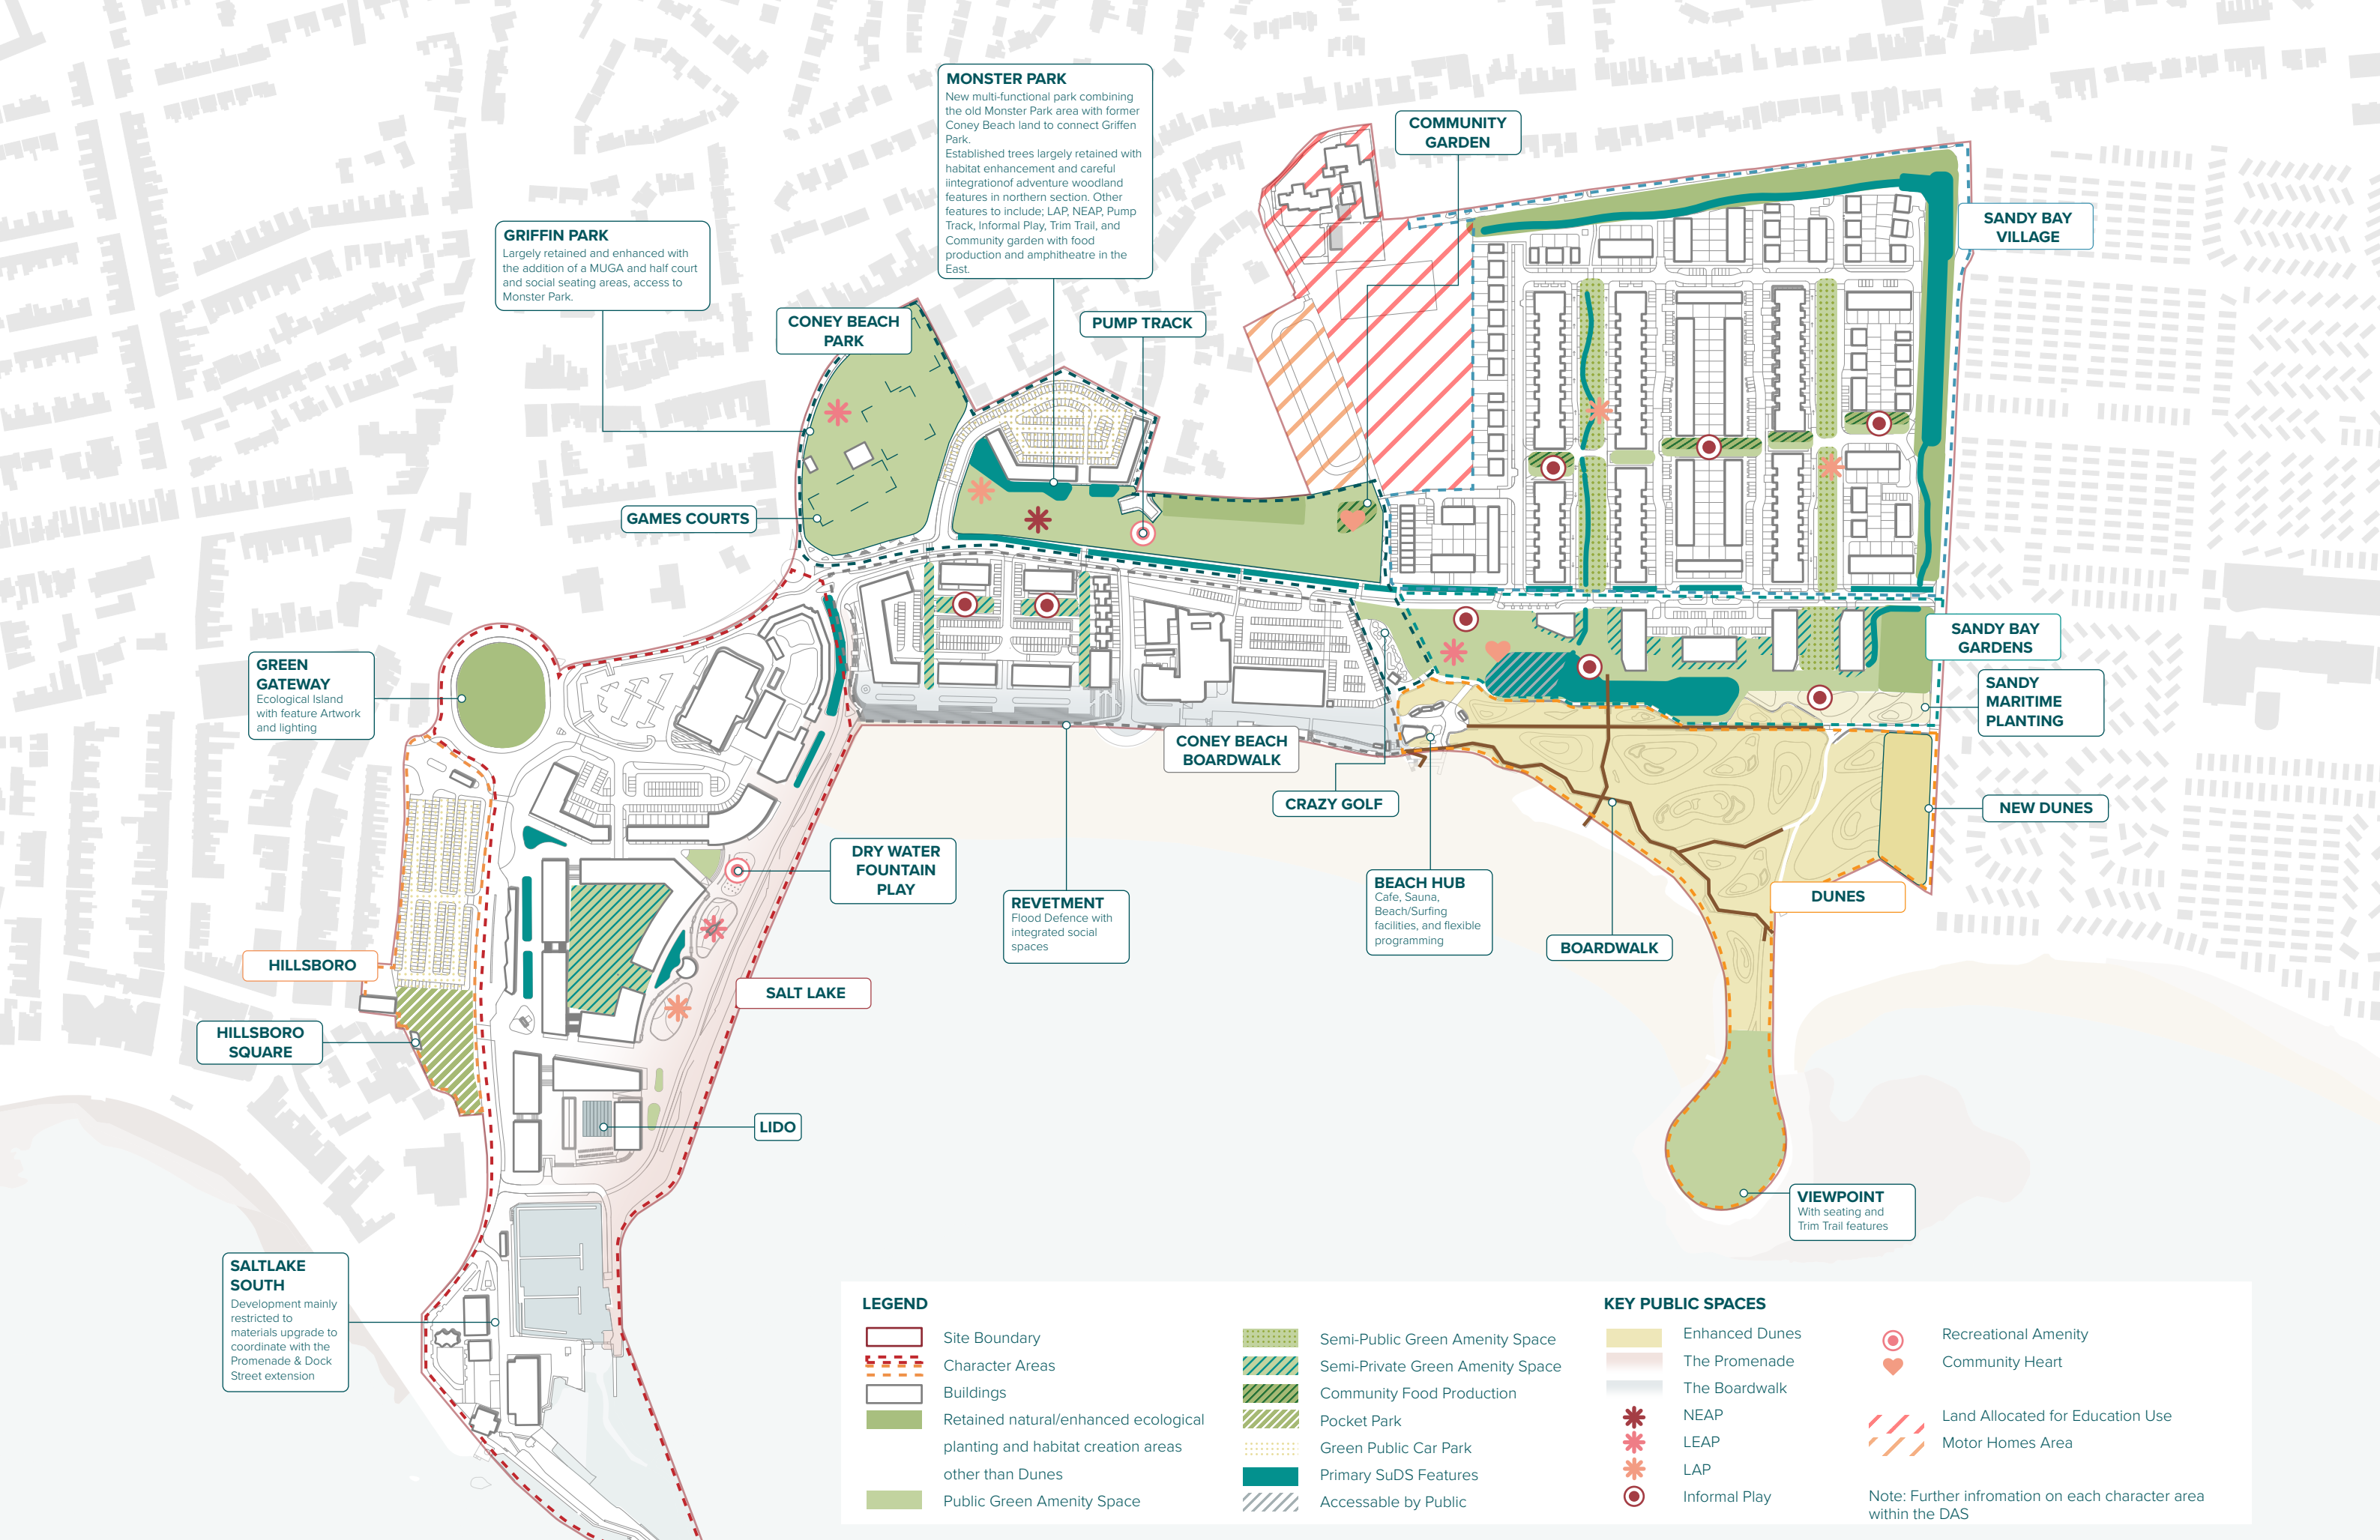 MONSTER PARK
New multi-functional park combining
the old Monster Park area with former
Coney Beach land to connect Griffen
Park.
Established trees largely retained with
habitat enhancement and careful
iintegrationof adventure woodland
features in northern section. Other
features to include; LAP, NEAP, Pump
Track, Informal Play, Trim Trail, and
Community garden with food
production and amphitheatre in the
East.
COMMUNITY
GARDEN
GRIFFIN PARK
Largely retained and enhanced with
the addition of a MUGA and half court
and social seating areas, access to
Monster Park.
SANDY BAY
VILLAGE
CONEY BEACH
PARK
PUMP TRACK
GAMES COURTS
GREEN
GATEWAY
Ecological Island
with feature Artwork
and lighting
SANDY BAY
GARDENS
SANDY
MARITIME
PLANTING
CONEY BEACH
BOARDWALK
CRAZY GOLF
NEW DUNES
DRY WATER
FOUNTAIN
PLAY
REVETMENT
Flood Defence with
integrated social
spaces
BEACH HUB
Cafe, Sauna,
Beach/Surfing
facilities, and flexible
programming
DUNES
BOARDWALK
HILLSBORO
SALT LAKE
HILLSBORO
SQUARE
LIDO
VIEWPOINT
With seating and
Trim Trail features
SALTLAKE
SOUTH
Development mainly
restricted to
materials upgrade to
coordinate with the
Promenade & Dock
Street extension
LEGEND
Site Boundary
Character Areas
Buildings
Retained natural/enhanced ecological
planting and habitat creation areas
other than Dunes
Public Green Amenity Space
Semi-Public Green Amenity Space
Semi-Private Green Amenity Space
Community Food Production
Pocket Park
Green Public Car Park
Primary SuDS Features
Accessable by Public
KEY PUBLIC SPACES
Enhanced Dunes
The Promenade
The Boardwalk
NEAP
LEAP
LAP
Informal Play
Recreational Amenity
Community Heart
Land Allocated for Education Use
Motor Homes Area
Note: Further infromation on each character area
within the DAS